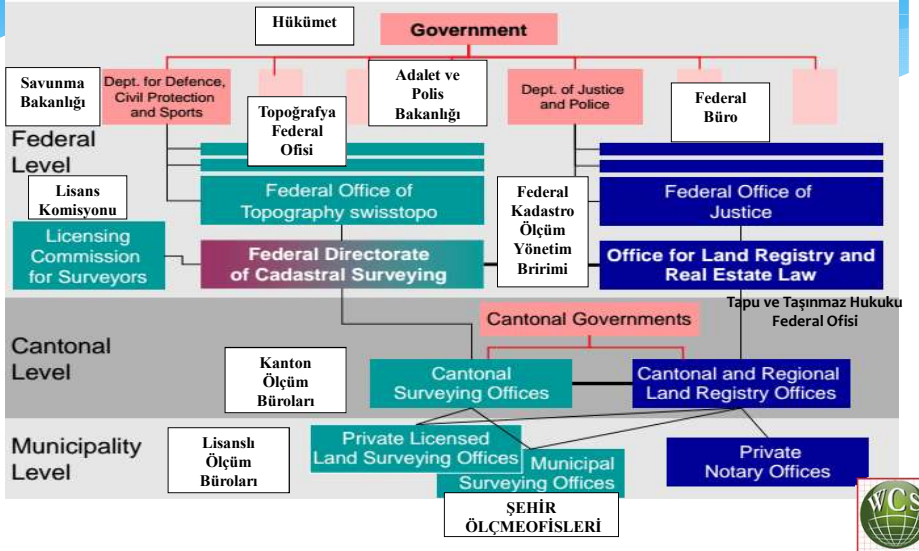 Hükümet
Government
Savunma
Bakanlığı
Dept. for Defence,
Civil Protection
and Sports
Topoğrafya
Federal
Ofisi
Adalet ve
Polis
Bakanlığı
Dept. of Justice
and Police
Federal
Büro
Federal
Level
Lisans
Komisyonu
Licensing
Commission
for Surveyors
Federal Office of
Topography swisstopo
Federal
Kadastro
Ölçüm
Yönetim
Bririmi
Federal Office of
Justice
Federal Directorate
of Cadastral Surveying
Office for Land Registry and
Real Estate Law
Tapu ve Taşınmaz Hukuku
Federal Ofisi
Cantonal Governments
Cantonal
Level
Kanton
Ölçüm
Büroları
Cantonal
Surveying Offices
Cantonal and Regional
Land Registry Offices
Municipality
Level
Lisanslı
Ölçüm
Büroları
Private Licensed
Land Surveying Offices
Municipal
Surveying Offices
Private
Notary Offices
ŞEHİR
ÖLÇMEOFİSLERİ
WCS